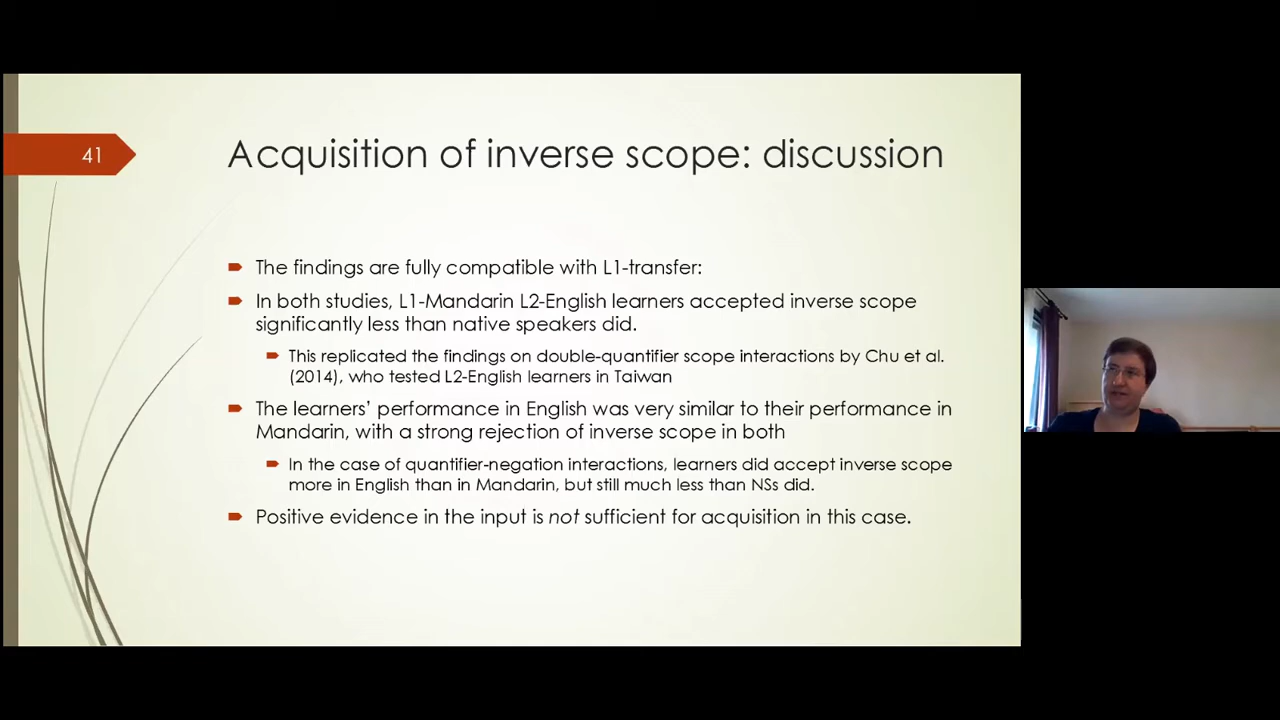 41
Acquisition of inverse scope: discussion
The findings are fully compatible with L1-transfer:
In both studies, L1-Mandarin L2-English learners accepted inverse scope
significantly less than native speakers did.
This replicated the findings on double-quantifier scope interactions by Chu et al.
(2014), who tested L2-English learners in Taiwan
The learners' performance in English was very similar to their performance in
Mandarin, with a strong rejection of inverse scope in both
In the case of quantifier-negation interactions, learners did accept inverse scope
more in English than in Mandarin, but still much less than NSs did.
Positive evidence in the input is not sufficient for acquisition in this case.